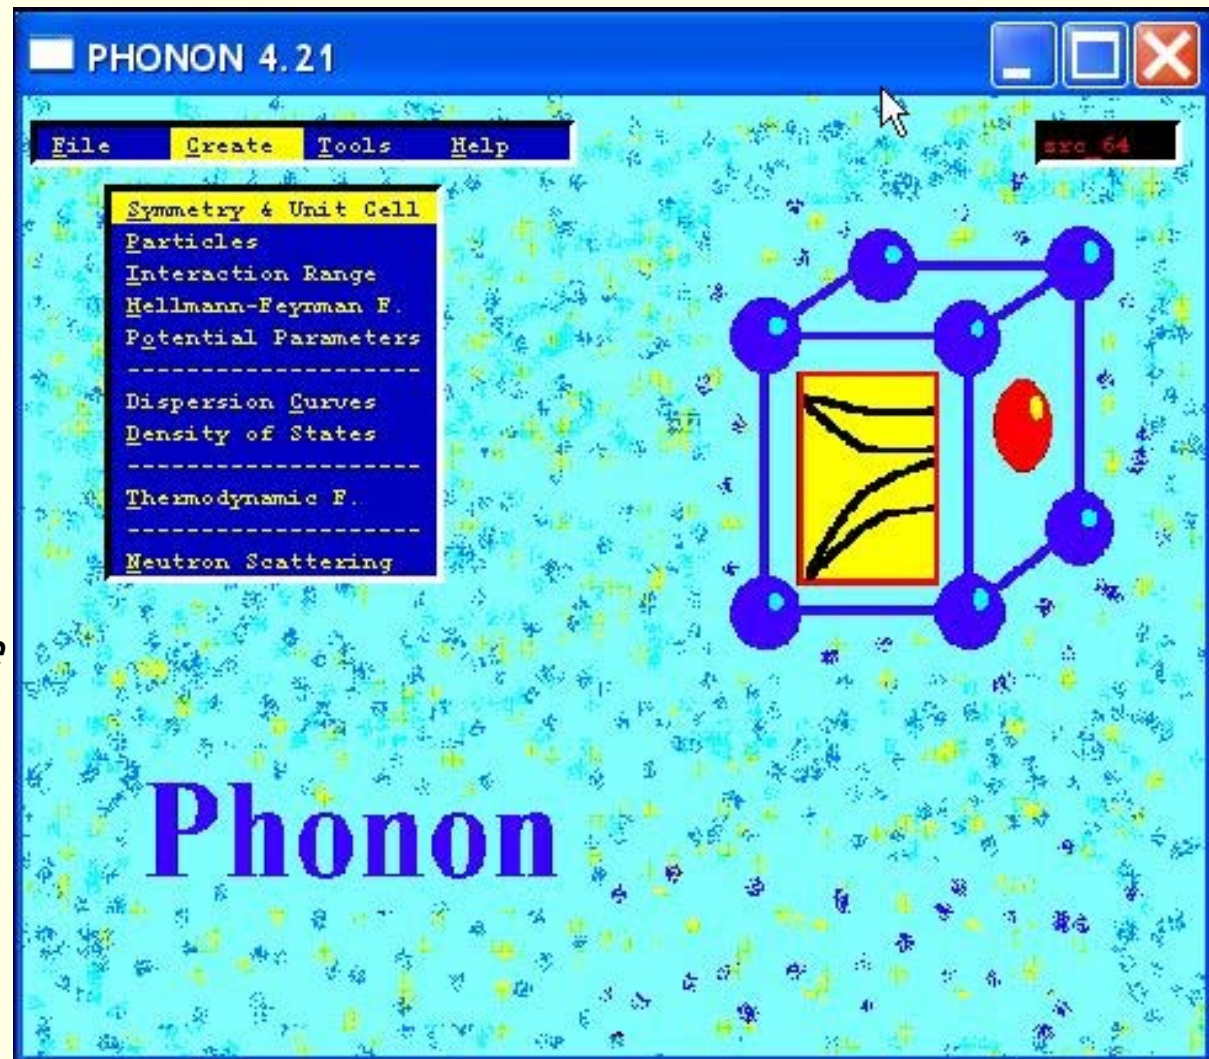 PHONON 4.21
File Create Tools Help
src_64
Symmetry & Unit Cell
Particles
Interaction Range
Hellmann-Feynman F.
Potential Parameters
--------------------
Dispersion Curves
Density of States
--------------------
Thermodynamic F.
--------------------
Neutron Scattering
Phonon